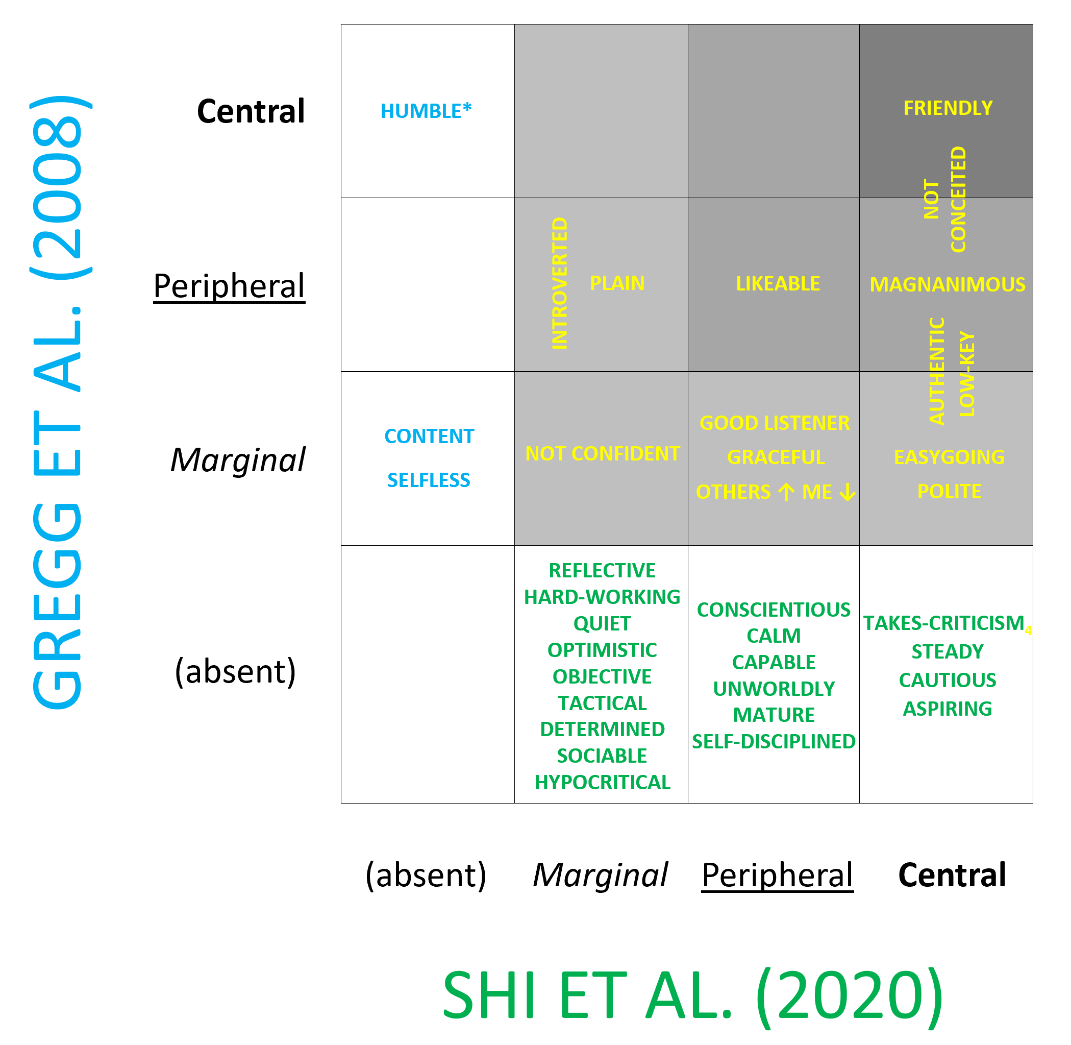 GREGG ET AL. (2008)
Central
HUMBLE*
FRIENDLY
NOT
CONCEITED
Peripheral
INTROVERTED
PLAIN
LIKEABLE
MAGNANIMOUS
AUTHENTIC
LOW-KEY
Marginal
CONTENT
SELFLESS
NOT CONFIDENT
GOOD LISTENER
GRACEFUL
OTHERS ↑ ME ↓
EASYGOING
POLITE
(absent)
REFLECTIVE
HARD-WORKING
QUIET
OPTIMISTIC
OBJECTIVE
TACTICAL
DETERMINED
SOCIABLE
HYPOCRITICAL
CONSCIENTIOUS
CALM
CAPABLE
UNWORLDLY
MATURE
SELF-DISCIPLINED
TAKES-CRITICISM
STEADY
CAUTIOUS
ASPIRING
(absent)
Marginal
Peripheral
Central
SHI ET AL. (2020)